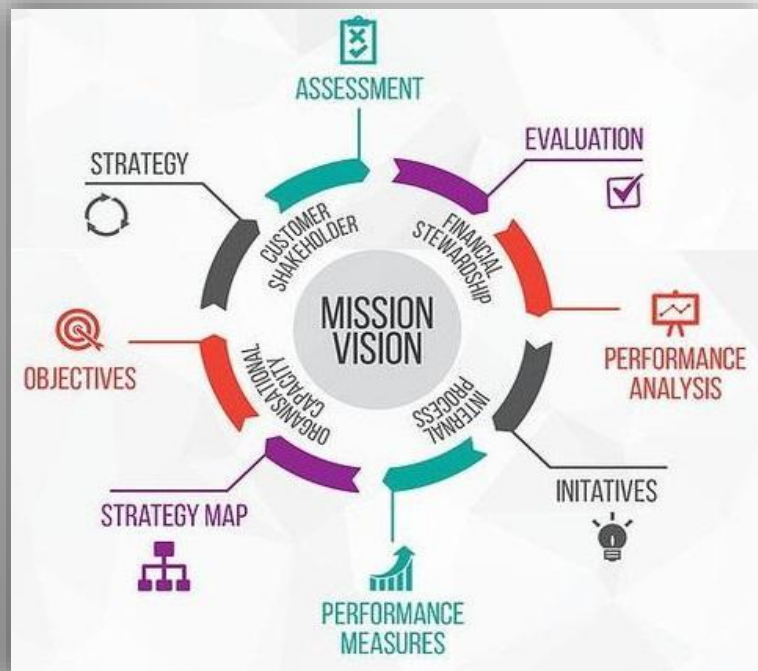 ASSESSMENT
EVALUATION
STRATEGY
CUSTOMER
SHAKEHOLDER
FINANCIAL
STEWARDSHIP
MISSION
VISION
OBJECTIVES
PERFORMANCE
ANALYSIS
ORGANISATIONAL
CAPACITY
INTERNAL
PROCESS
INITATIVES
STRATEGY MAP
PERFORMANCE
MEASURES